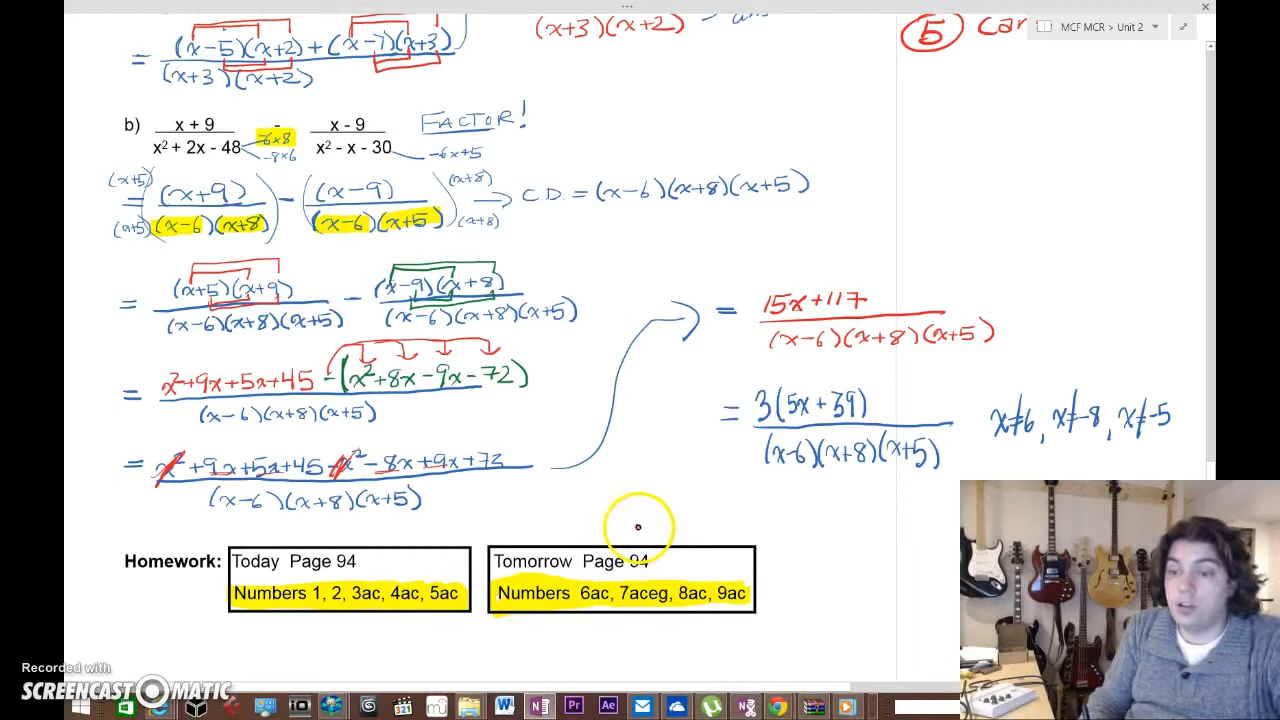 (x-5)(x+2) + (x-7)(x+3)
= (x+3)(x+2)
(x+3)(x+2)
5 Can
MCF MCR > Unit 2
b) x + 9 - x - 9 FACTOR!
x² + 2x - 48 -6x8 x² - x - 30
-8x6 -6x+5
(x+5) (x+9) - (x-9) (x+8) → C.D. = (x-6)(x+8)(x+5)
=
(x+5) (x-6)(x+8) (x-6)(x+5) (x+8)
(x+5)(x+9) - (x-9)(x+8)
= (x-6)(x+8)(x+5) (x-6)(x+8)(x+5)
= x²+9x+5x+45 -(x²+8x-9x-72)
(x-6)(x+8)(x+5)
= x²+9x+5x+45-x²-8x+9x+72
(x-6)(x+8)(x+5)
= 15x+117
(x-6)(x+8)(x+5)
= 3(5x+39) x≠6, x≠-8, x≠-5
(x-6)(x+8)(x+5)
Homework: Today Page 94
Numbers 1, 2, 3ac, 4ac, 5ac
Tomorrow Page 94
Numbers 6ac, 7aceg, 8ac, 9ac
Recorded with
SCREENCAST-O-MATIC